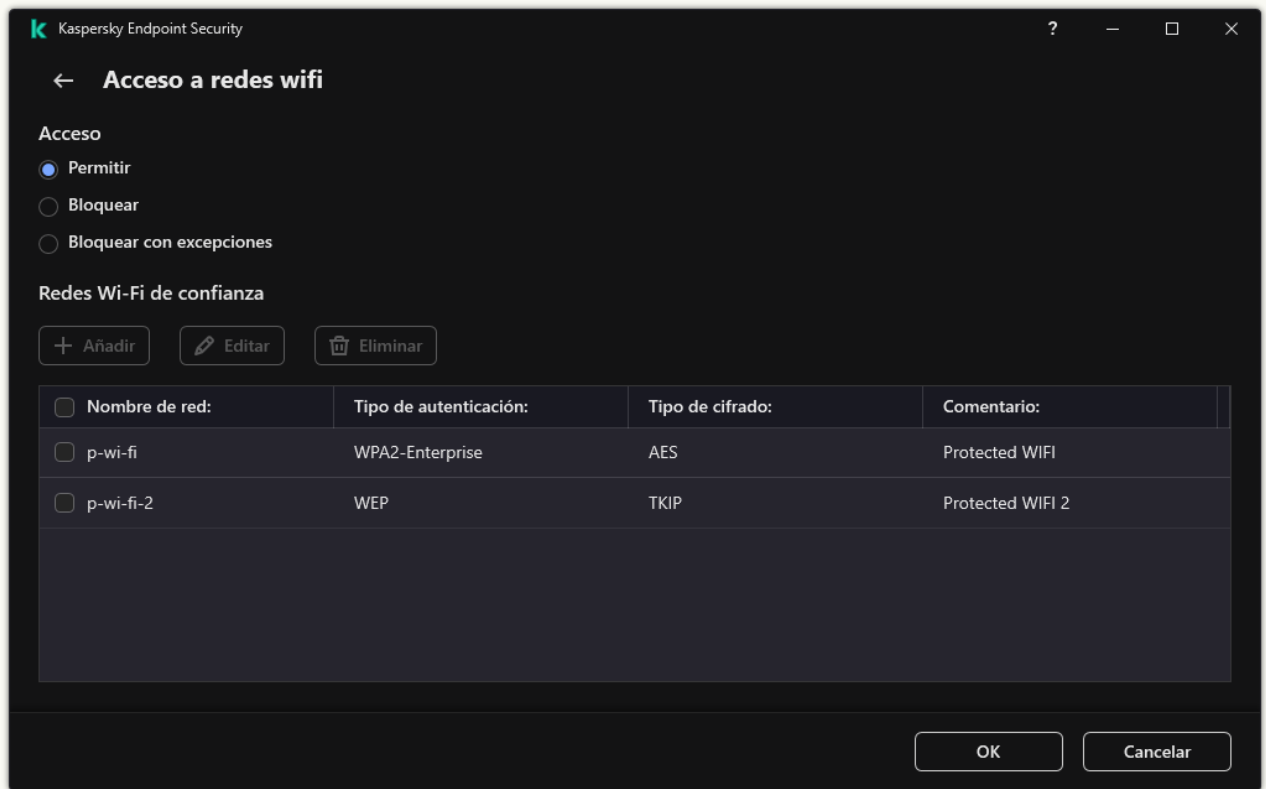 Kaspersky Endpoint Security ?
Acceso a redes wifi
Acceso
Permitir
Bloquear
Bloquear con excepciones
Redes Wi-Fi de confianza
Añadir Editar Eliminar
Nombre de red: Tipo de autenticación: Tipo de cifrado: Comentario:
p-wi-fi WPA2-Enterprise AES Protected WIFI
p-wi-fi-2 WEP TKIP Protected WIFI 2
OK Cancelar